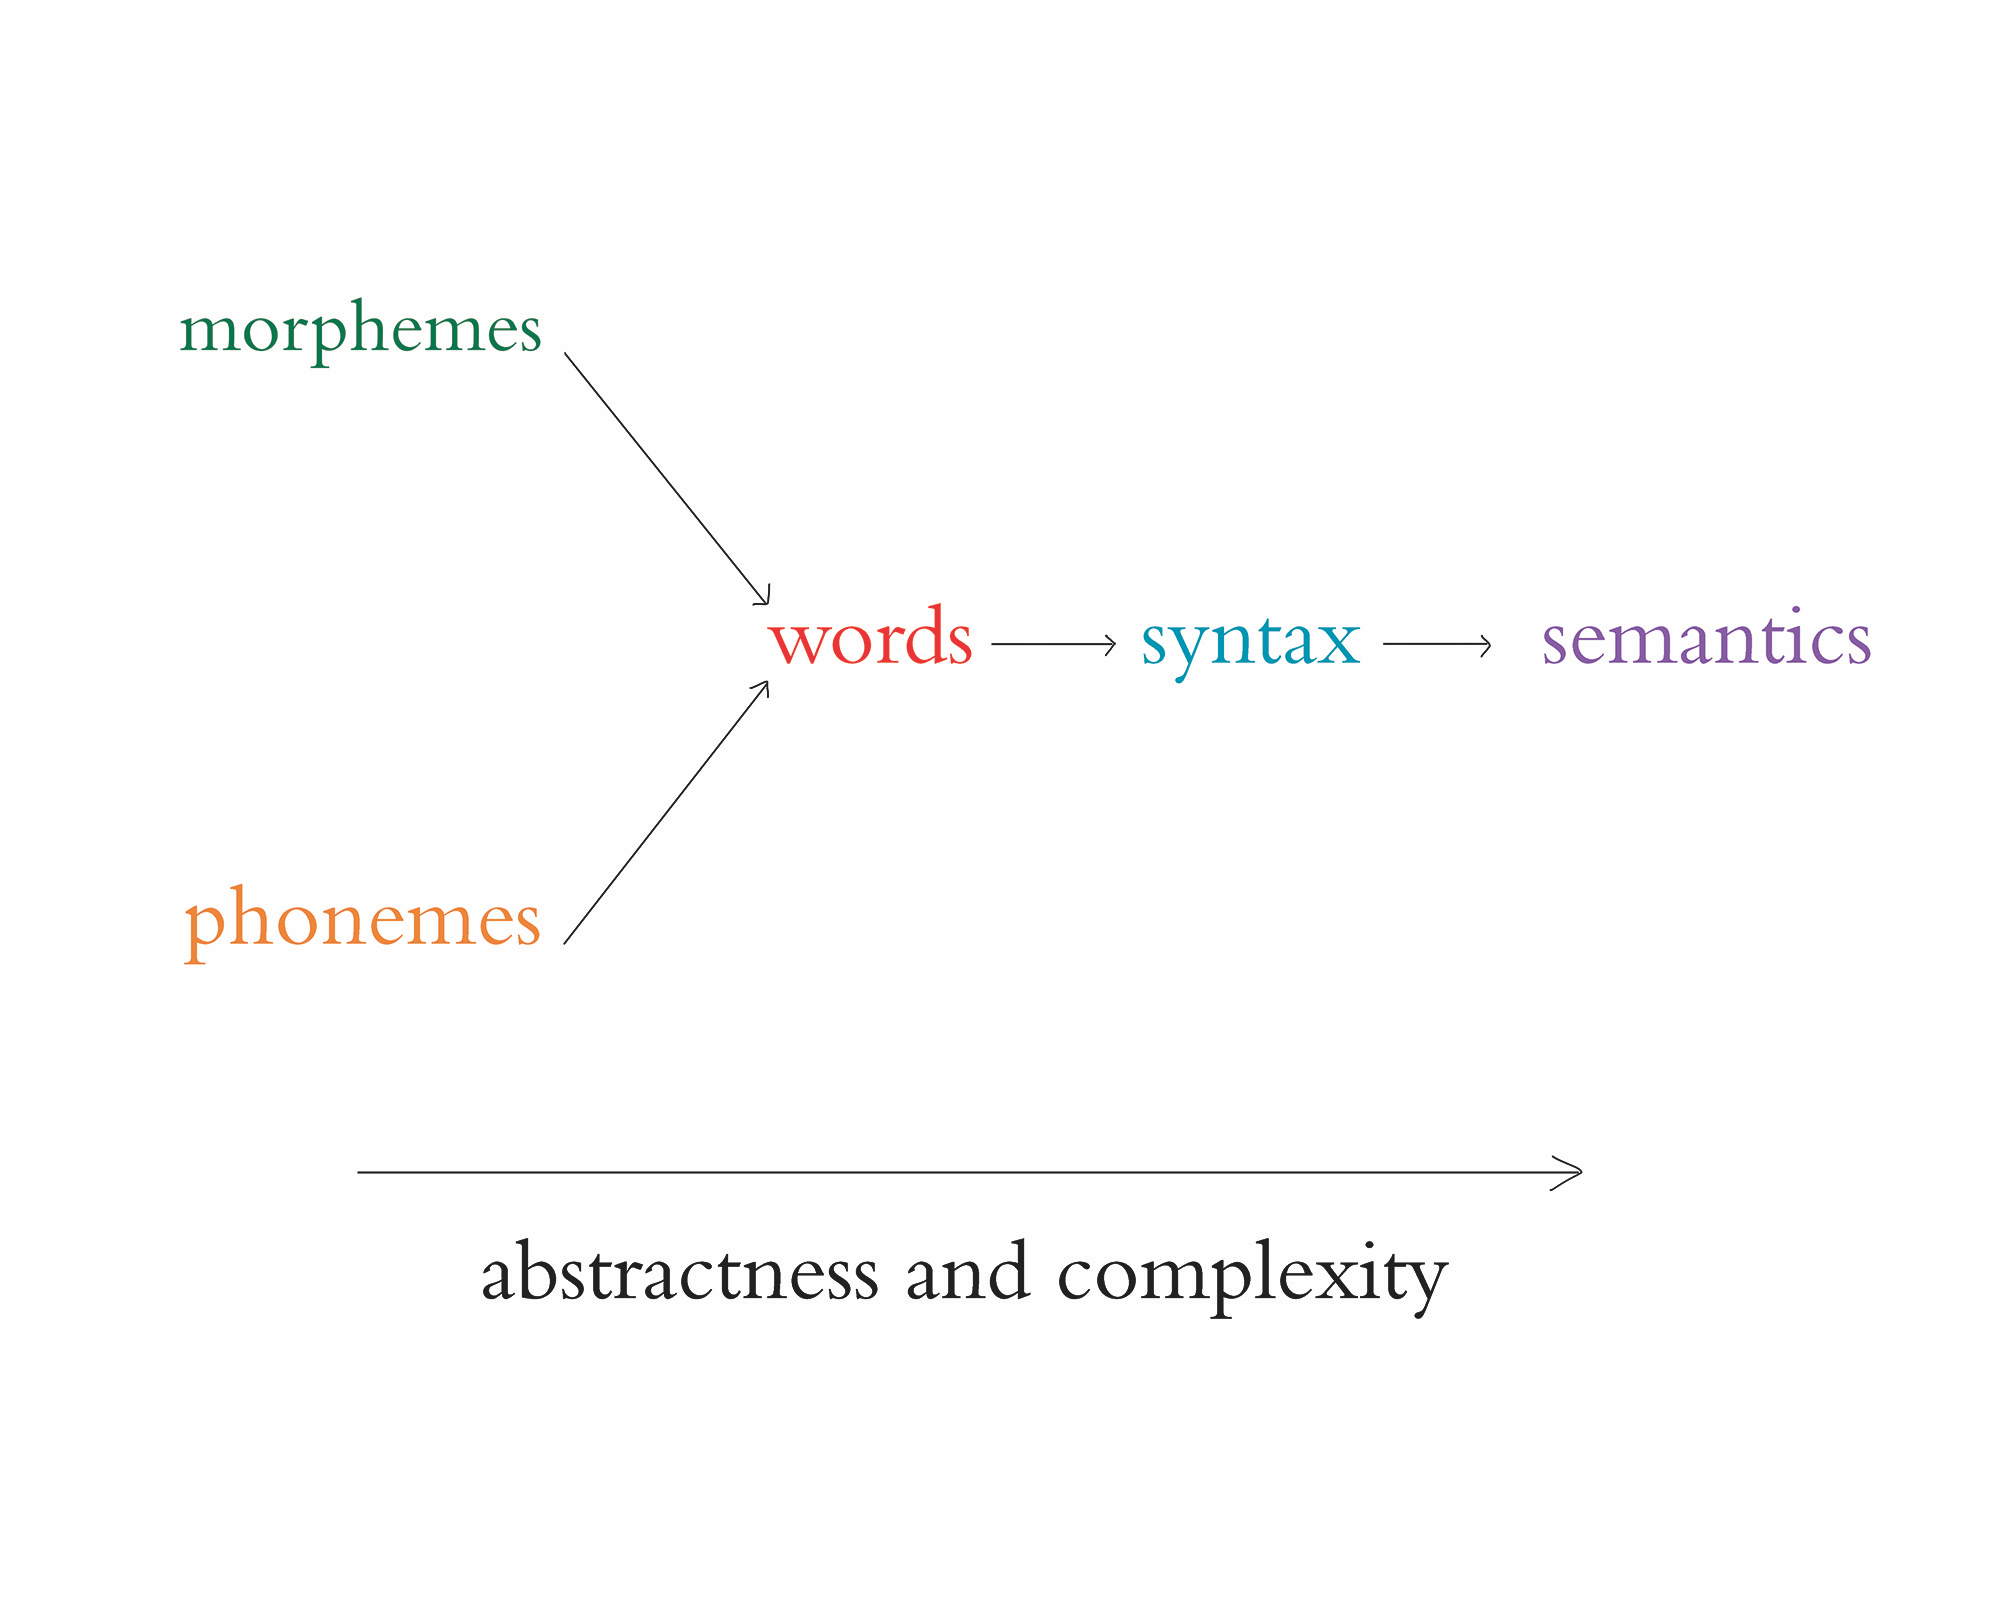 morphemes
words syntax semantics
phonemes
abstractness and complexity